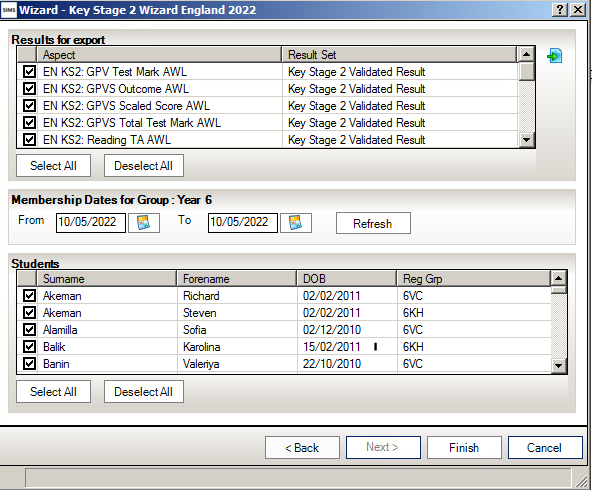 SIMS Wizard - Key Stage 2 Wizard England 2022 ? X
Results for export
Aspect Result Set
EN KS2: GPV Test Mark AWL Key Stage 2 Validated Result
EN KS2: GPVS Outcome AWL Key Stage 2 Validated Result
EN KS2: GPVS Scaled Score AWL Key Stage 2 Validated Result
EN KS2: GPVS Total Test Mark AWL Key Stage 2 Validated Result
EN KS2: Reading TA AWL Key Stage 2 Validated Result
Select All Deselect All
Membership Dates for Group : Year 6
From 10/05/2022 To 10/05/2022 Refresh
Students
Surname Forename DOB Reg Grp
Akeman Richard 02/02/2011 6VC
Akeman Steven 02/02/2011 6KH
Alamilla Sofia 02/12/2010 6VC
Balik Karolina 15/02/2011 6KH
Banin Valeriya 22/10/2010 6VC
Select All Deselect All
< Back Next > Finish Cancel